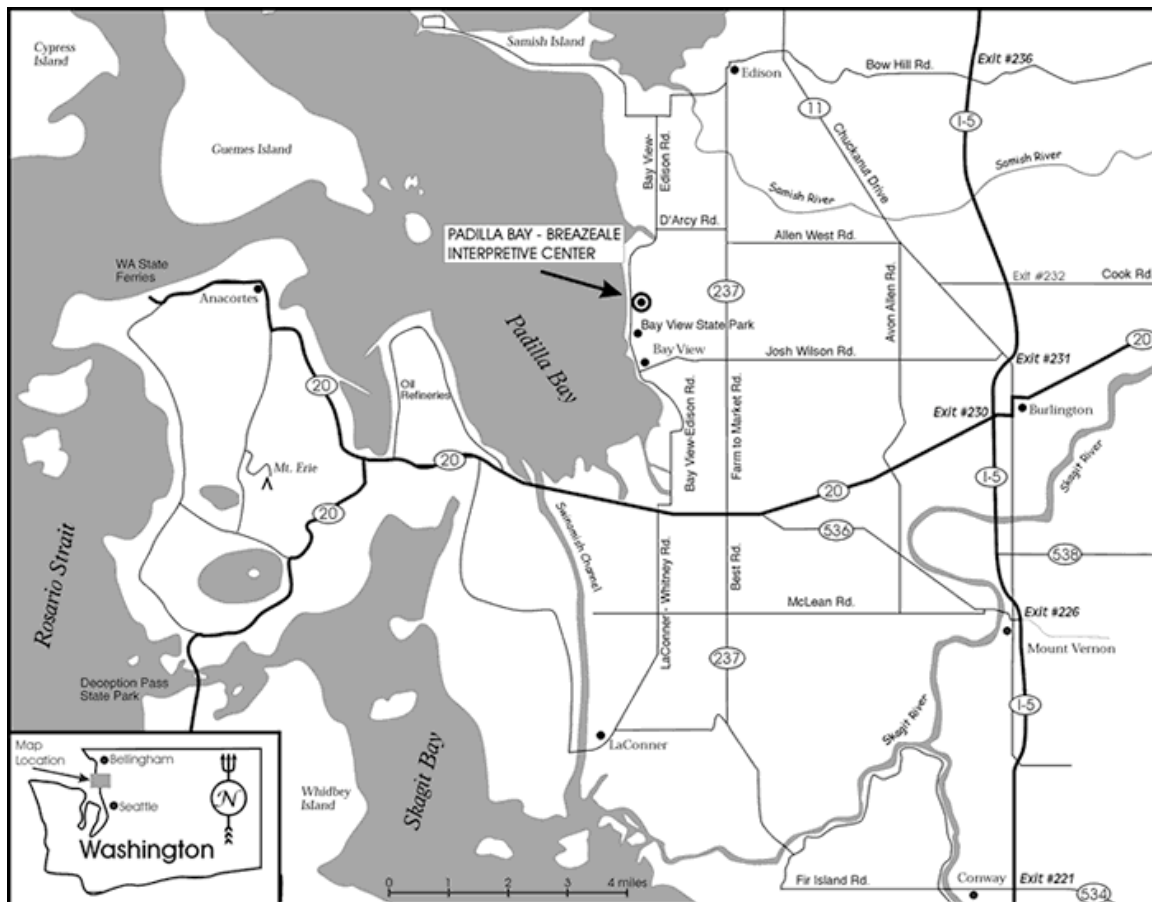 Cypress
Island
Samish Island
Edison
Bow Hill Rd.
Exit #236
11
I-5
Guemes Island
Bay View-
Edison Rd.
Chuckanut Drive
Samish River
Samish River
D'Arcy Rd.
Allen West Rd.
PADILLA BAY - BREAZEALE
INTERPRETIVE CENTER
WA State
Ferries
Anacortes
237
Avon Allen Rd.
Exit #232
Cook Rd.
Padilla Bay
Bay View State Park
Bay View
Josh Wilson Rd.
Exit #231
20
20
Oil
Refineries
Bay View-Edison Rd.
Farm to Market Rd.
Exit #230
Burlington
Mt. Erie
20
I-5
Skagit River
20
20
536
538
Rosario Strait
Swinomish Channel
LaConner - Whitney Rd.
Best Rd.
McLean Rd.
Exit #226
Mount Vernon
237
Deception Pass
State Park
I-5
Skagit River
LaConner
Skagit Bay
Whidbey
Island
Map
Location
Bellingham
Seattle
N
Washington
0 1 2 3 4 miles
Fir Island Rd.
Conway
Exit #221
534